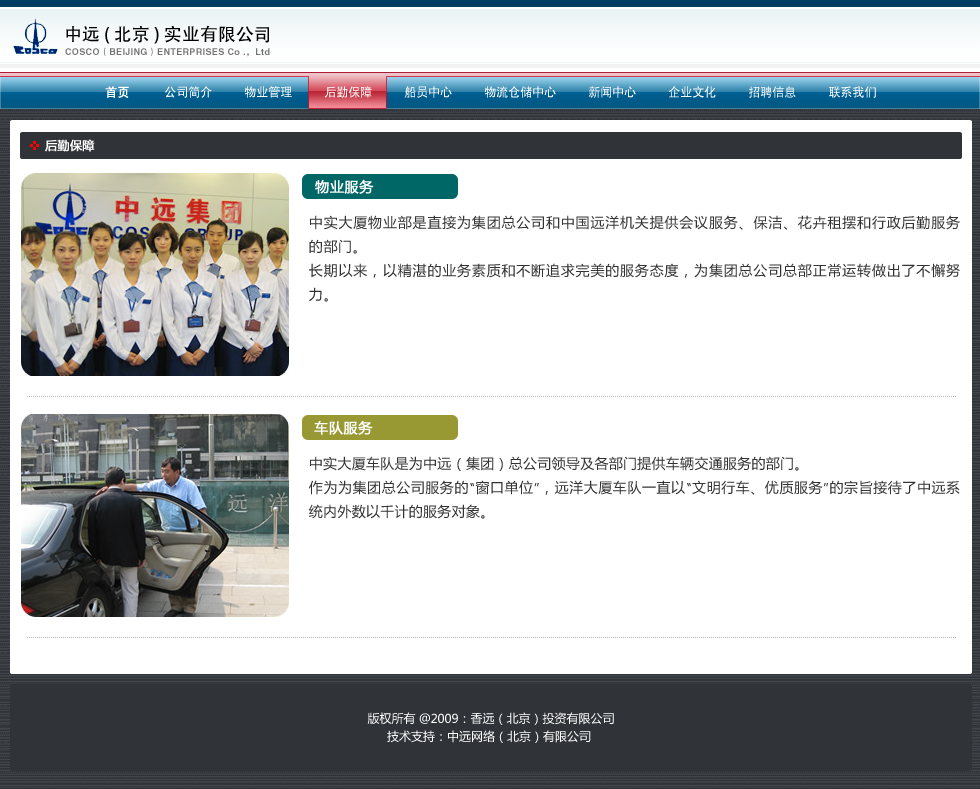 中远（北京）实业有限公司
COSCO
COSCO（BEIJING）ENTERPRISES Co ., Ltd
首页 公司简介 物业管理 后勤保障 船员中心 物流仓储中心 新闻中心 企业文化 招聘信息 联系我们
后勤保障
中远集团
COSCO GROUP
物业服务
中实大厦物业部是直接为集团总公司和中国远洋机关提供会议服务、保洁、花卉租摆和行政后勤服务
的部门。
长期以来，以精湛的业务素质和不断追求完美的服务态度，为集团总公司总部正常运转做出了不懈努
力。
远洋
车队服务
中实大厦车队是为中远（集团）总公司领导及各部门提供车辆交通服务的部门。
作为为集团总公司服务的“窗口单位”，远洋大厦车队一直以“文明行车、优质服务”的宗旨接待了中远系
统内外数以千计的服务对象。
版权所有 @2009：香远（北京）投资有限公司
技术支持：中远网络（北京）有限公司